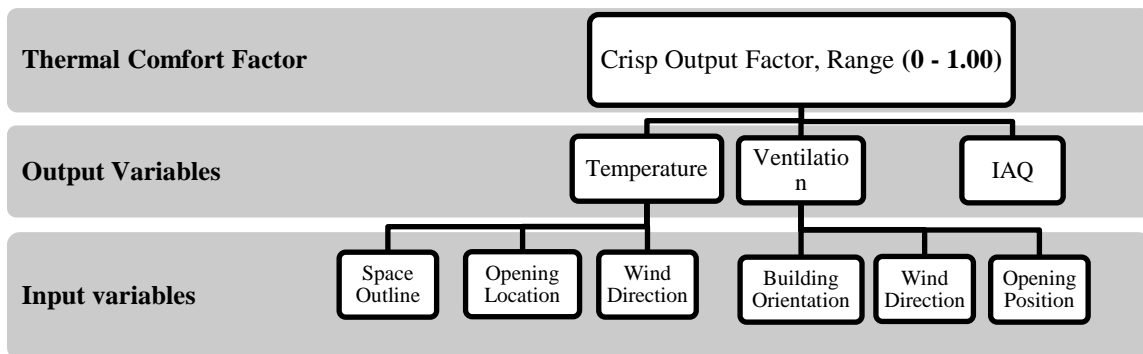 Thermal Comfort Factor
Crisp Output Factor, Range (0 - 1.00)
Output Variables
Temperature
Ventilatio
n
IAQ
Input variables
Space
Outline
Opening
Location
Wind
Direction
Building
Orientation
Wind
Direction
Opening
Position